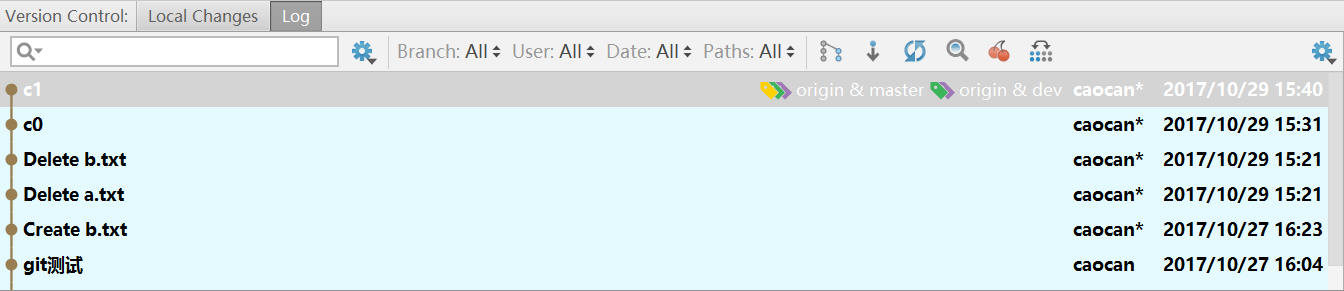 Version Control: Local Changes Log
Branch: All User: All Date: All Paths: All
c1 origin & master origin & dev caocan* 2017/10/29 15:40
c0 caocan* 2017/10/29 15:31
Delete b.txt caocan* 2017/10/29 15:21
Delete a.txt caocan* 2017/10/29 15:21
Create b.txt caocan* 2017/10/27 16:23
git测试 caocan 2017/10/27 16:04